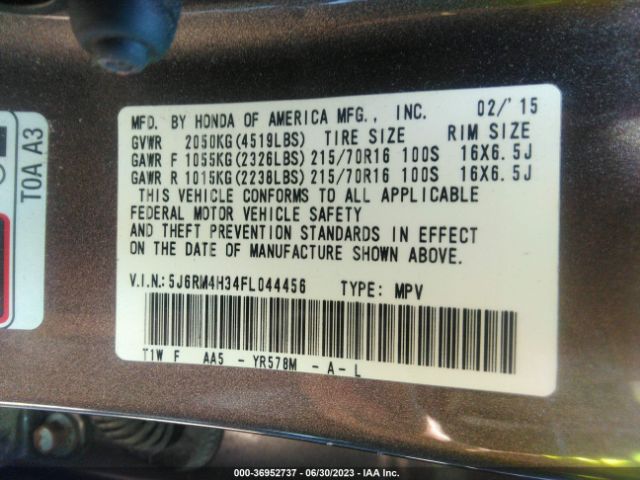 MFD. BY HONDA OF AMERICA MFG., INC. 02/'15
GVWR 2050KG(4519LBS) TIRE SIZE RIM SIZE
GAWR F 1055KG(2326LBS) 215/70R16 100S 16X6.5J
GAWR R 1015KG(2238LBS) 215/70R16 100S 16X6.5J
THIS VEHICLE CONFORMS TO ALL APPLICABLE
FEDERAL MOTOR VEHICLE SAFETY
AND THEFT PREVENTION STANDARDS IN EFFECT
ON THE DATE OF MANUFACTURE SHOWN ABOVE.
V.I.N.:5J6RM4H34FL044456 TYPE: MPV
T1W F AA5 - YR578M - A - L
T0A A3
000-36952737 - 06/30/2023 - IAA Inc.